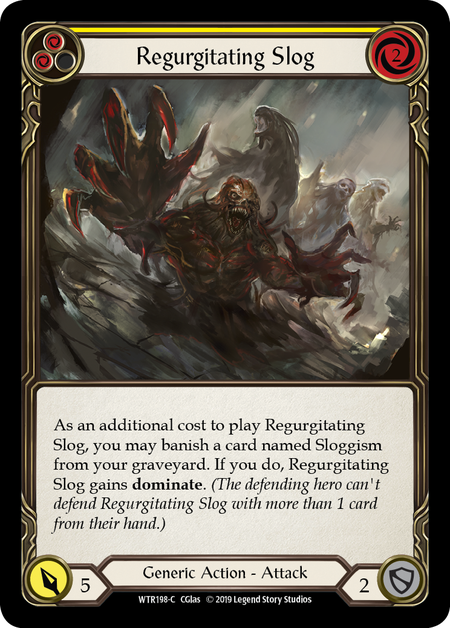 Regurgitating Slog
2
As an additional cost to play Regurgitating
Slog, you may banish a card named Sloggism
from your graveyard. If you do, Regurgitating
Slog gains dominate. (The defending hero can't
defend Regurgitating Slog with more than 1 card
from their hand.)
5
Generic Action - Attack
2
WTR198-C CGlas © 2019 Legend Story Studios